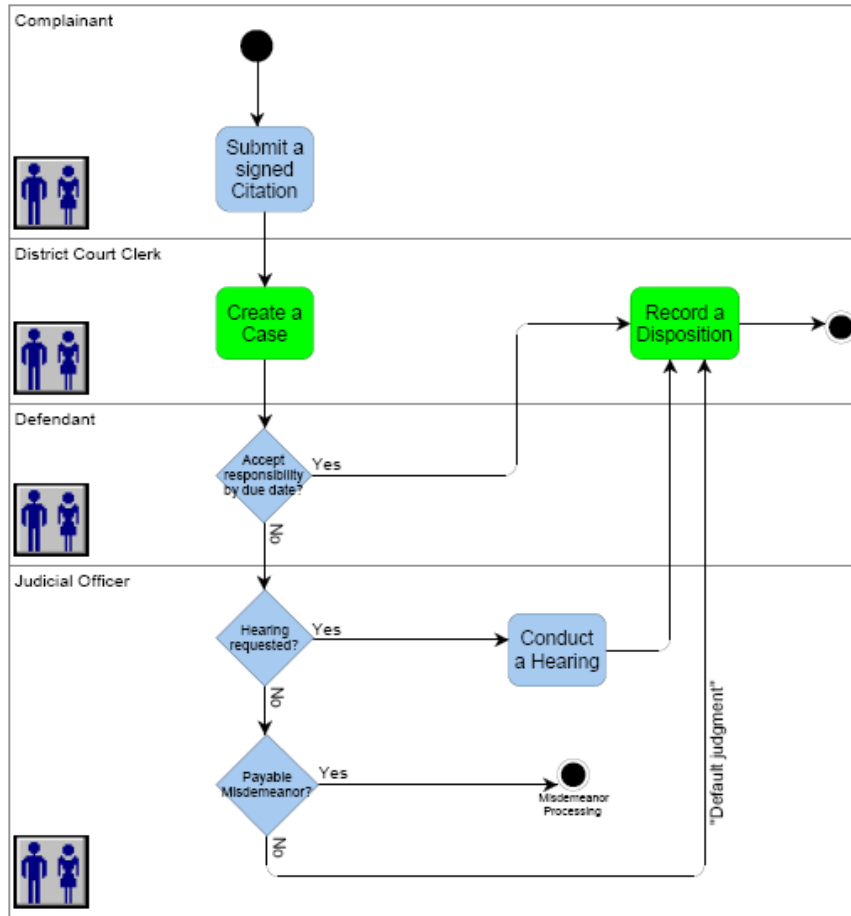 Complainant
Submit a
signed
Citation
District Court Clerk
Create a
Case
Record a
Disposition
Defendant
Accept
responsibility
by due date?
Yes
No
Judicial Officer
Hearing
requested?
Yes
Conduct
a Hearing
No
"Default judgment"
Payable
Misdemeanor?
Yes
Misdemeanor
Processing
No